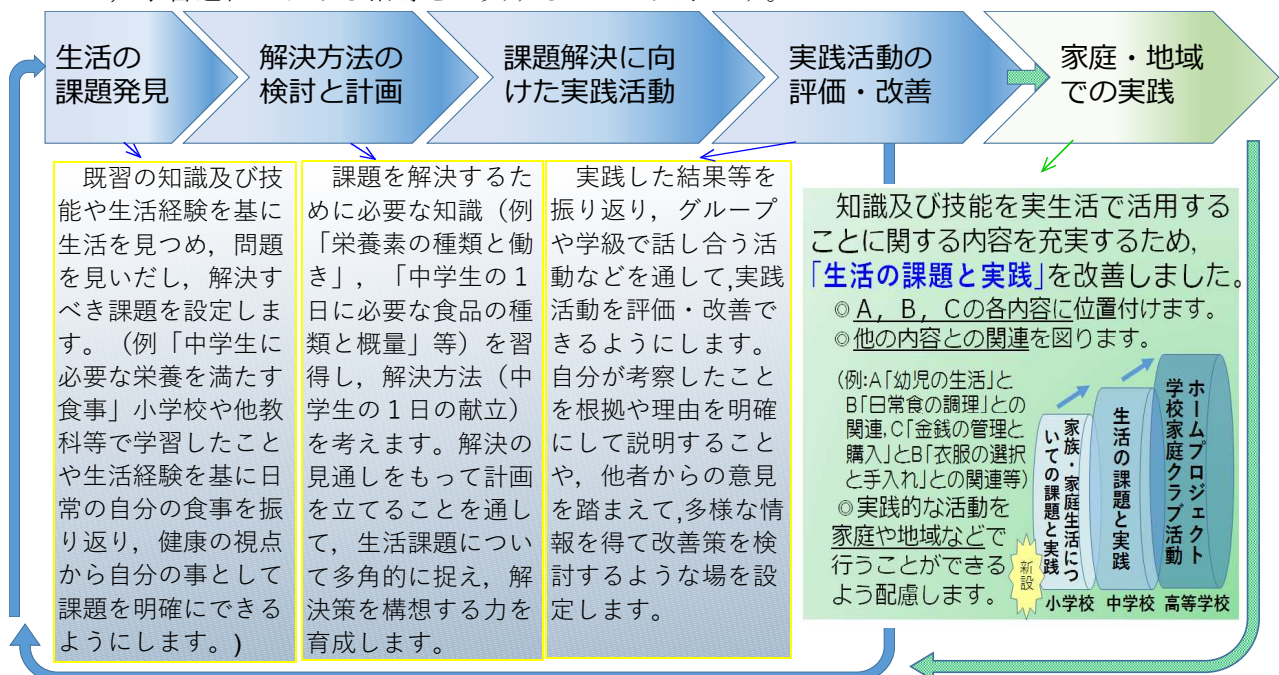 生活の
課題発見
解決方法の
検討と計画
課題解決に向
けた実践活動
実践活動の
評価・改善
家庭・地域
での実践
既習の知識及び技
能や生活経験を基に
生活を見つめ，問題
を見いだし，解決す
べき課題を設定しま
す。（例「中学生に
必要な栄養を満たす
食事」小学校や他教
科等で学習したこと
や生活経験を基に日
常の自分の食事を振
り返り，健康の視点
から自分の事として
課題を明確にできる
ようにします。)
課題を解決するた
めに必要な知識（例
「栄養素の種類と働
き」，「中学生の１
日に必要な食品の種
類と概量」等）を習
得し，解決方法（中
学生の１日の献立）
を考えます。解決の
見通しをもって計画
を立てることを通し
て，生活課題につい
て多角的に捉え，解
決策を構想する力を
育成します。
実践した結果等を
振り返り，グループ
や学級で話し合う活
動などを通して,実践
活動を評価・改善で
きるようにします。
自分が考察したこと
を根拠や理由を明確
にして説明すること
や，他者からの意見
を踏まえて,多様な情
報を得て改善策を検
討するような場を設
定します。
知識及び技能を実生活で活用する
ことに関する内容を充実するため，
「生活の課題と実践」を改善しました。
◎A，B，Cの各内容に位置付けます。
◎他の内容との関連を図ります。
(例:A「幼児の生活」と
B「日常食の調理」との
関連,C「金銭の管理と
購入」とB「衣服の選択
と手入れ」との関連等)
◎実践的な活動を
家庭や地域などで
行うことができる
よう配慮します。
新設
家族・家庭生活につ
いての課題と実践
小学校
生活の課題と実践
中学校
ホームプロジェクト
学校家庭クラブ活動
高等学校